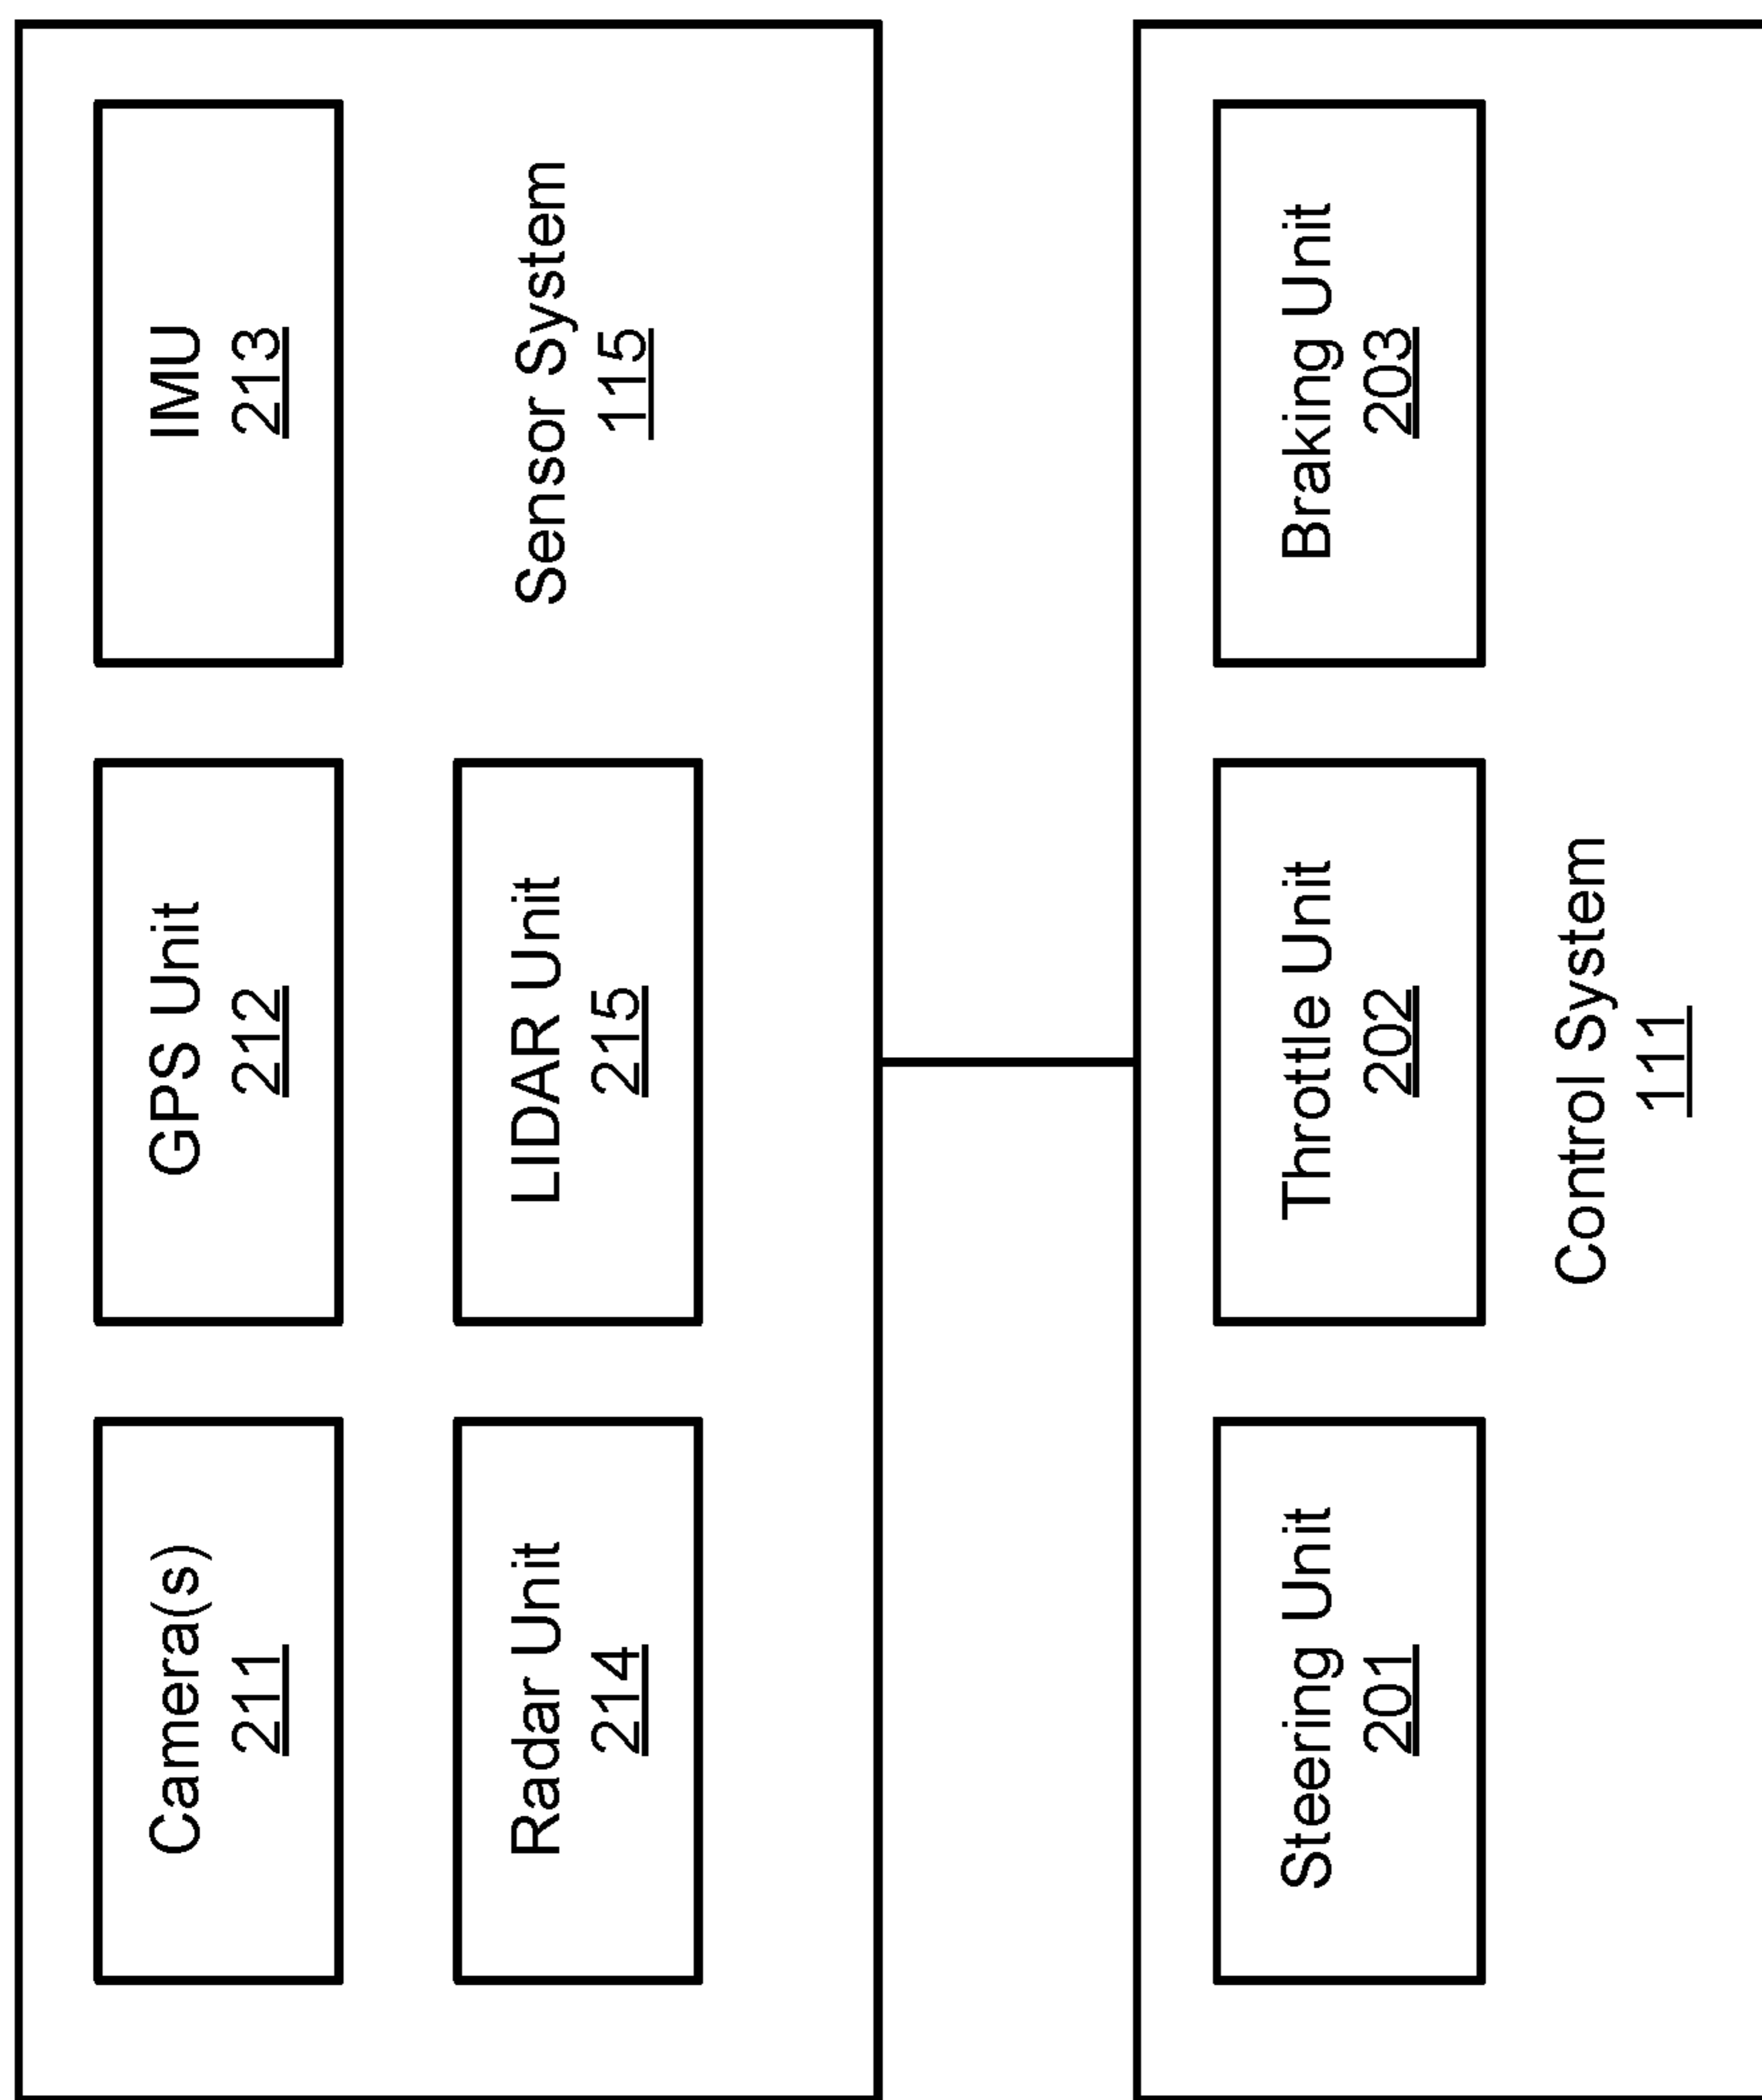 Camera(s)
211
GPS Unit
212
IMU
213
Radar Unit
214
LIDAR Unit
215
Sensor System
115
Steering Unit
201
Throttle Unit
202
Braking Unit
203
Control System
111